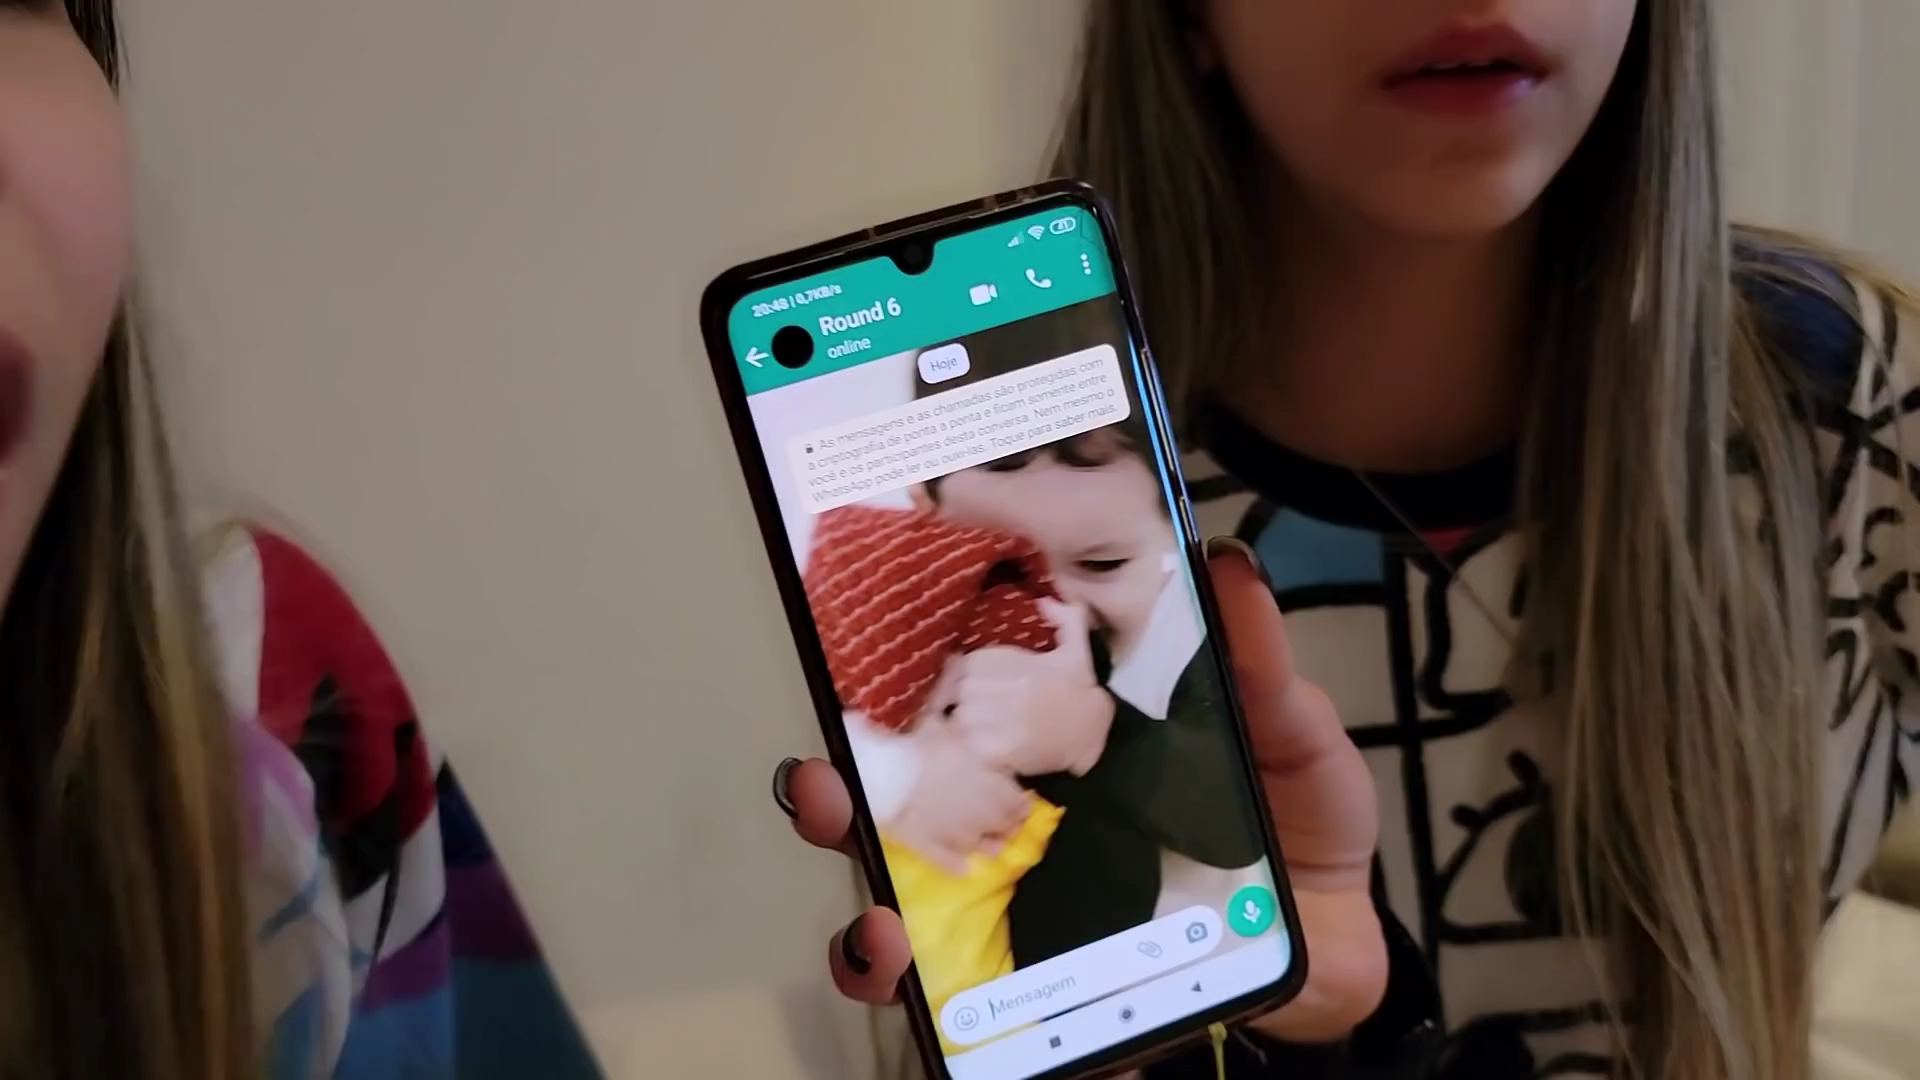 20:48 | 0,7KB/s
41
Round 6
online
Hoje
As mensagens e as chamadas são protegidas com
a criptografia de ponta a ponta e ficam somente entre
você e os participantes desta conversa. Nem mesmo o
WhatsApp pode ler ou ouvi-las. Toque para saber mais.
Mensagem